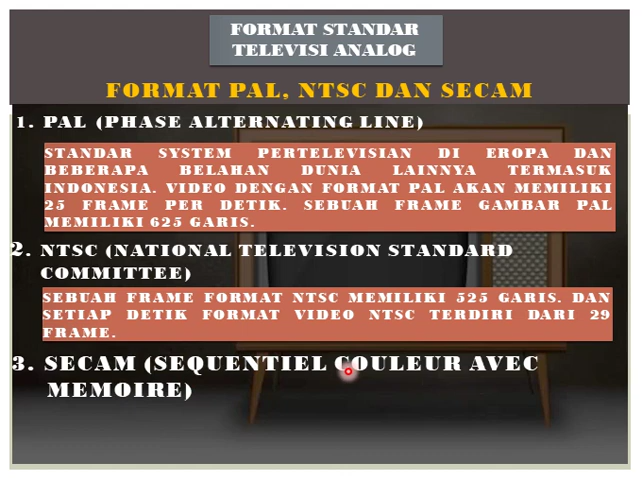 FORMAT STANDAR
TELEVISI ANALOG
FORMAT PAL, NTSC DAN SECAM
1. PAL (PHASE ALTERNATING LINE)
STANDAR SYSTEM PERTELEVISIAN DI EROPA DAN
BEBERAPA BELAHAN DUNIA LAINNYA TERMASUK
INDONESIA. VIDEO DENGAN FORMAT PAL AKAN MEMILIKI
25 FRAME PER DETIK. SEBUAH FRAME GAMBAR PAL
MEMILIKI 625 GARIS.
2. NTSC (NATIONAL TELEVISION STANDARD
COMMITTEE)
SEBUAH FRAME FORMAT NTSC MEMILIKI 525 GARIS. DAN
SETIAP DETIK FORMAT VIDEO NTSC TERDIRI DARI 29
FRAME.
3. SECAM (SEQUENTIEL COULEUR AVEC
MEMOIRE)